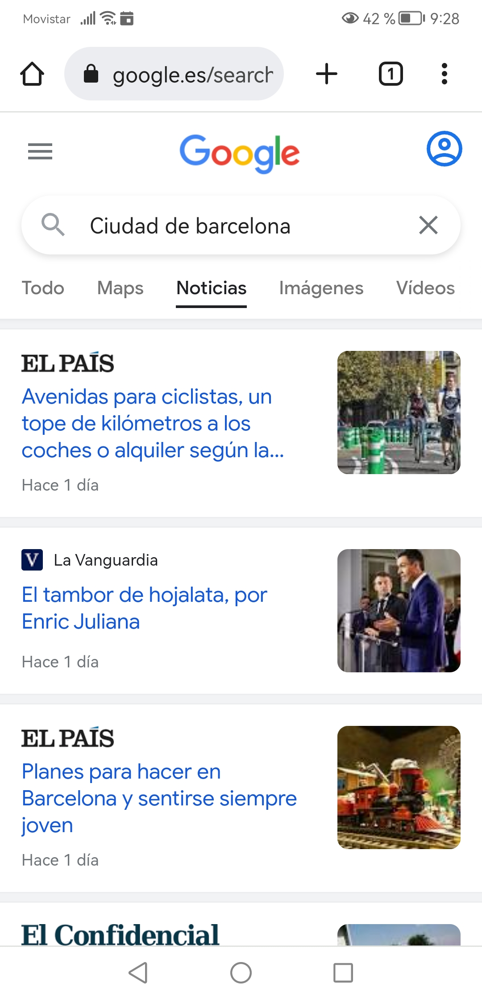 Movistar 42 % 9:28
google.es/search 1
Google
Ciudad de barcelona
Todo Maps Noticias Imágenes Vídeos
EL PAÍS
Avenidas para ciclistas, un
tope de kilómetros a los
coches o alquiler según la...
Hace 1 día
V La Vanguardia
El tambor de hojalata, por
Enric Juliana
Hace 1 día
EL PAÍS
Planes para hacer en
Barcelona y sentirse siempre
joven
Hace 1 día
El Confidencial